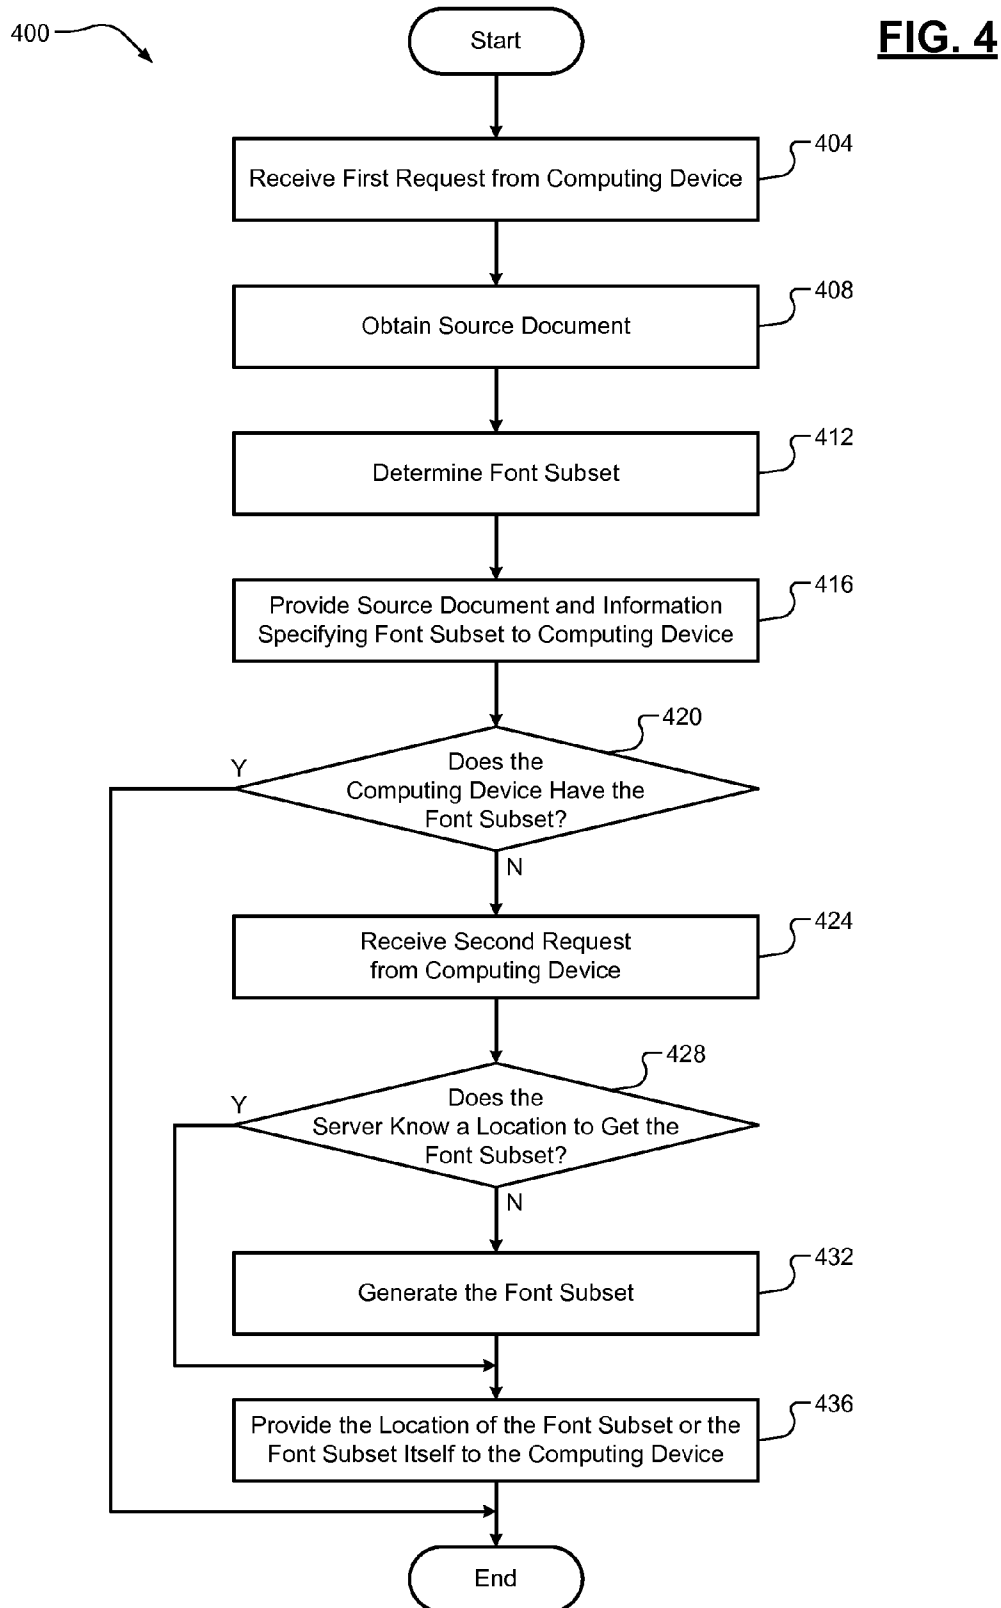 400
Start
FIG. 4
Receive First Request from Computing Device
404
Obtain Source Document
408
Determine Font Subset
412
Provide Source Document and Information
Specifying Font Subset to Computing Device
416
Does the
Computing Device Have the
Font Subset?
420
Y
N
Receive Second Request
from Computing Device
424
Does the
Server Know a Location to Get the
Font Subset?
428
Y
N
Generate the Font Subset
432
Provide the Location of the Font Subset or the
Font Subset Itself to the Computing Device
436
End